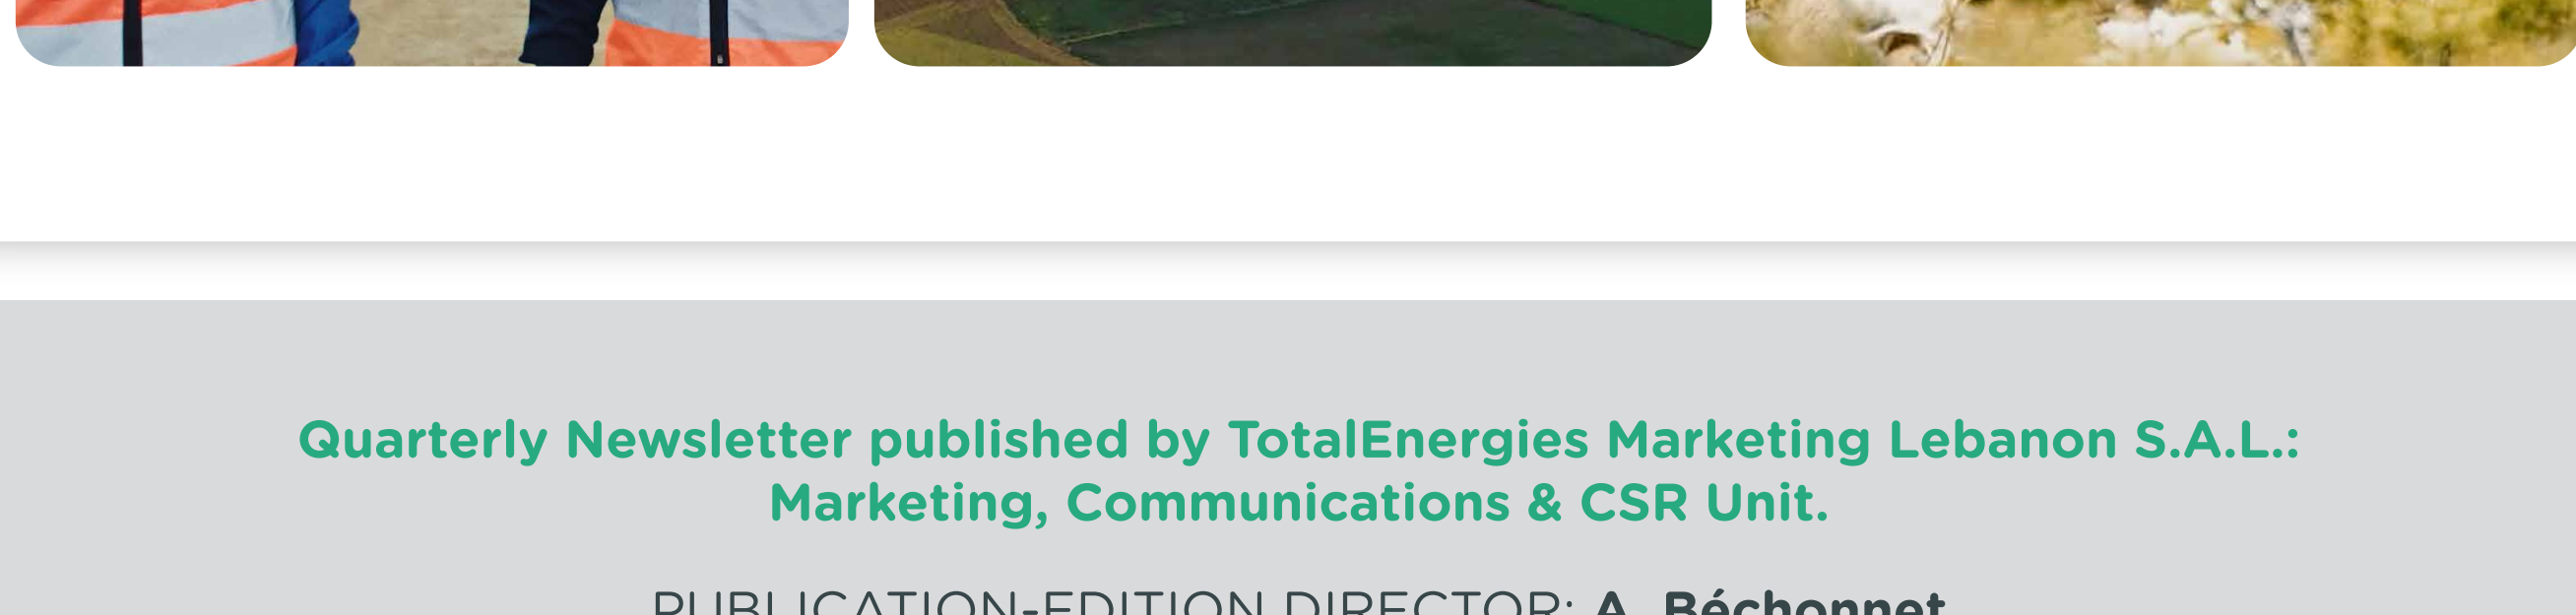 Quarterly Newsletter published by TotalEnergies Marketing Lebanon S.A.L.:
Marketing, Communications & CSR Unit.
PUBLICATION-EDITION DIRECTOR: A. Béchonnet